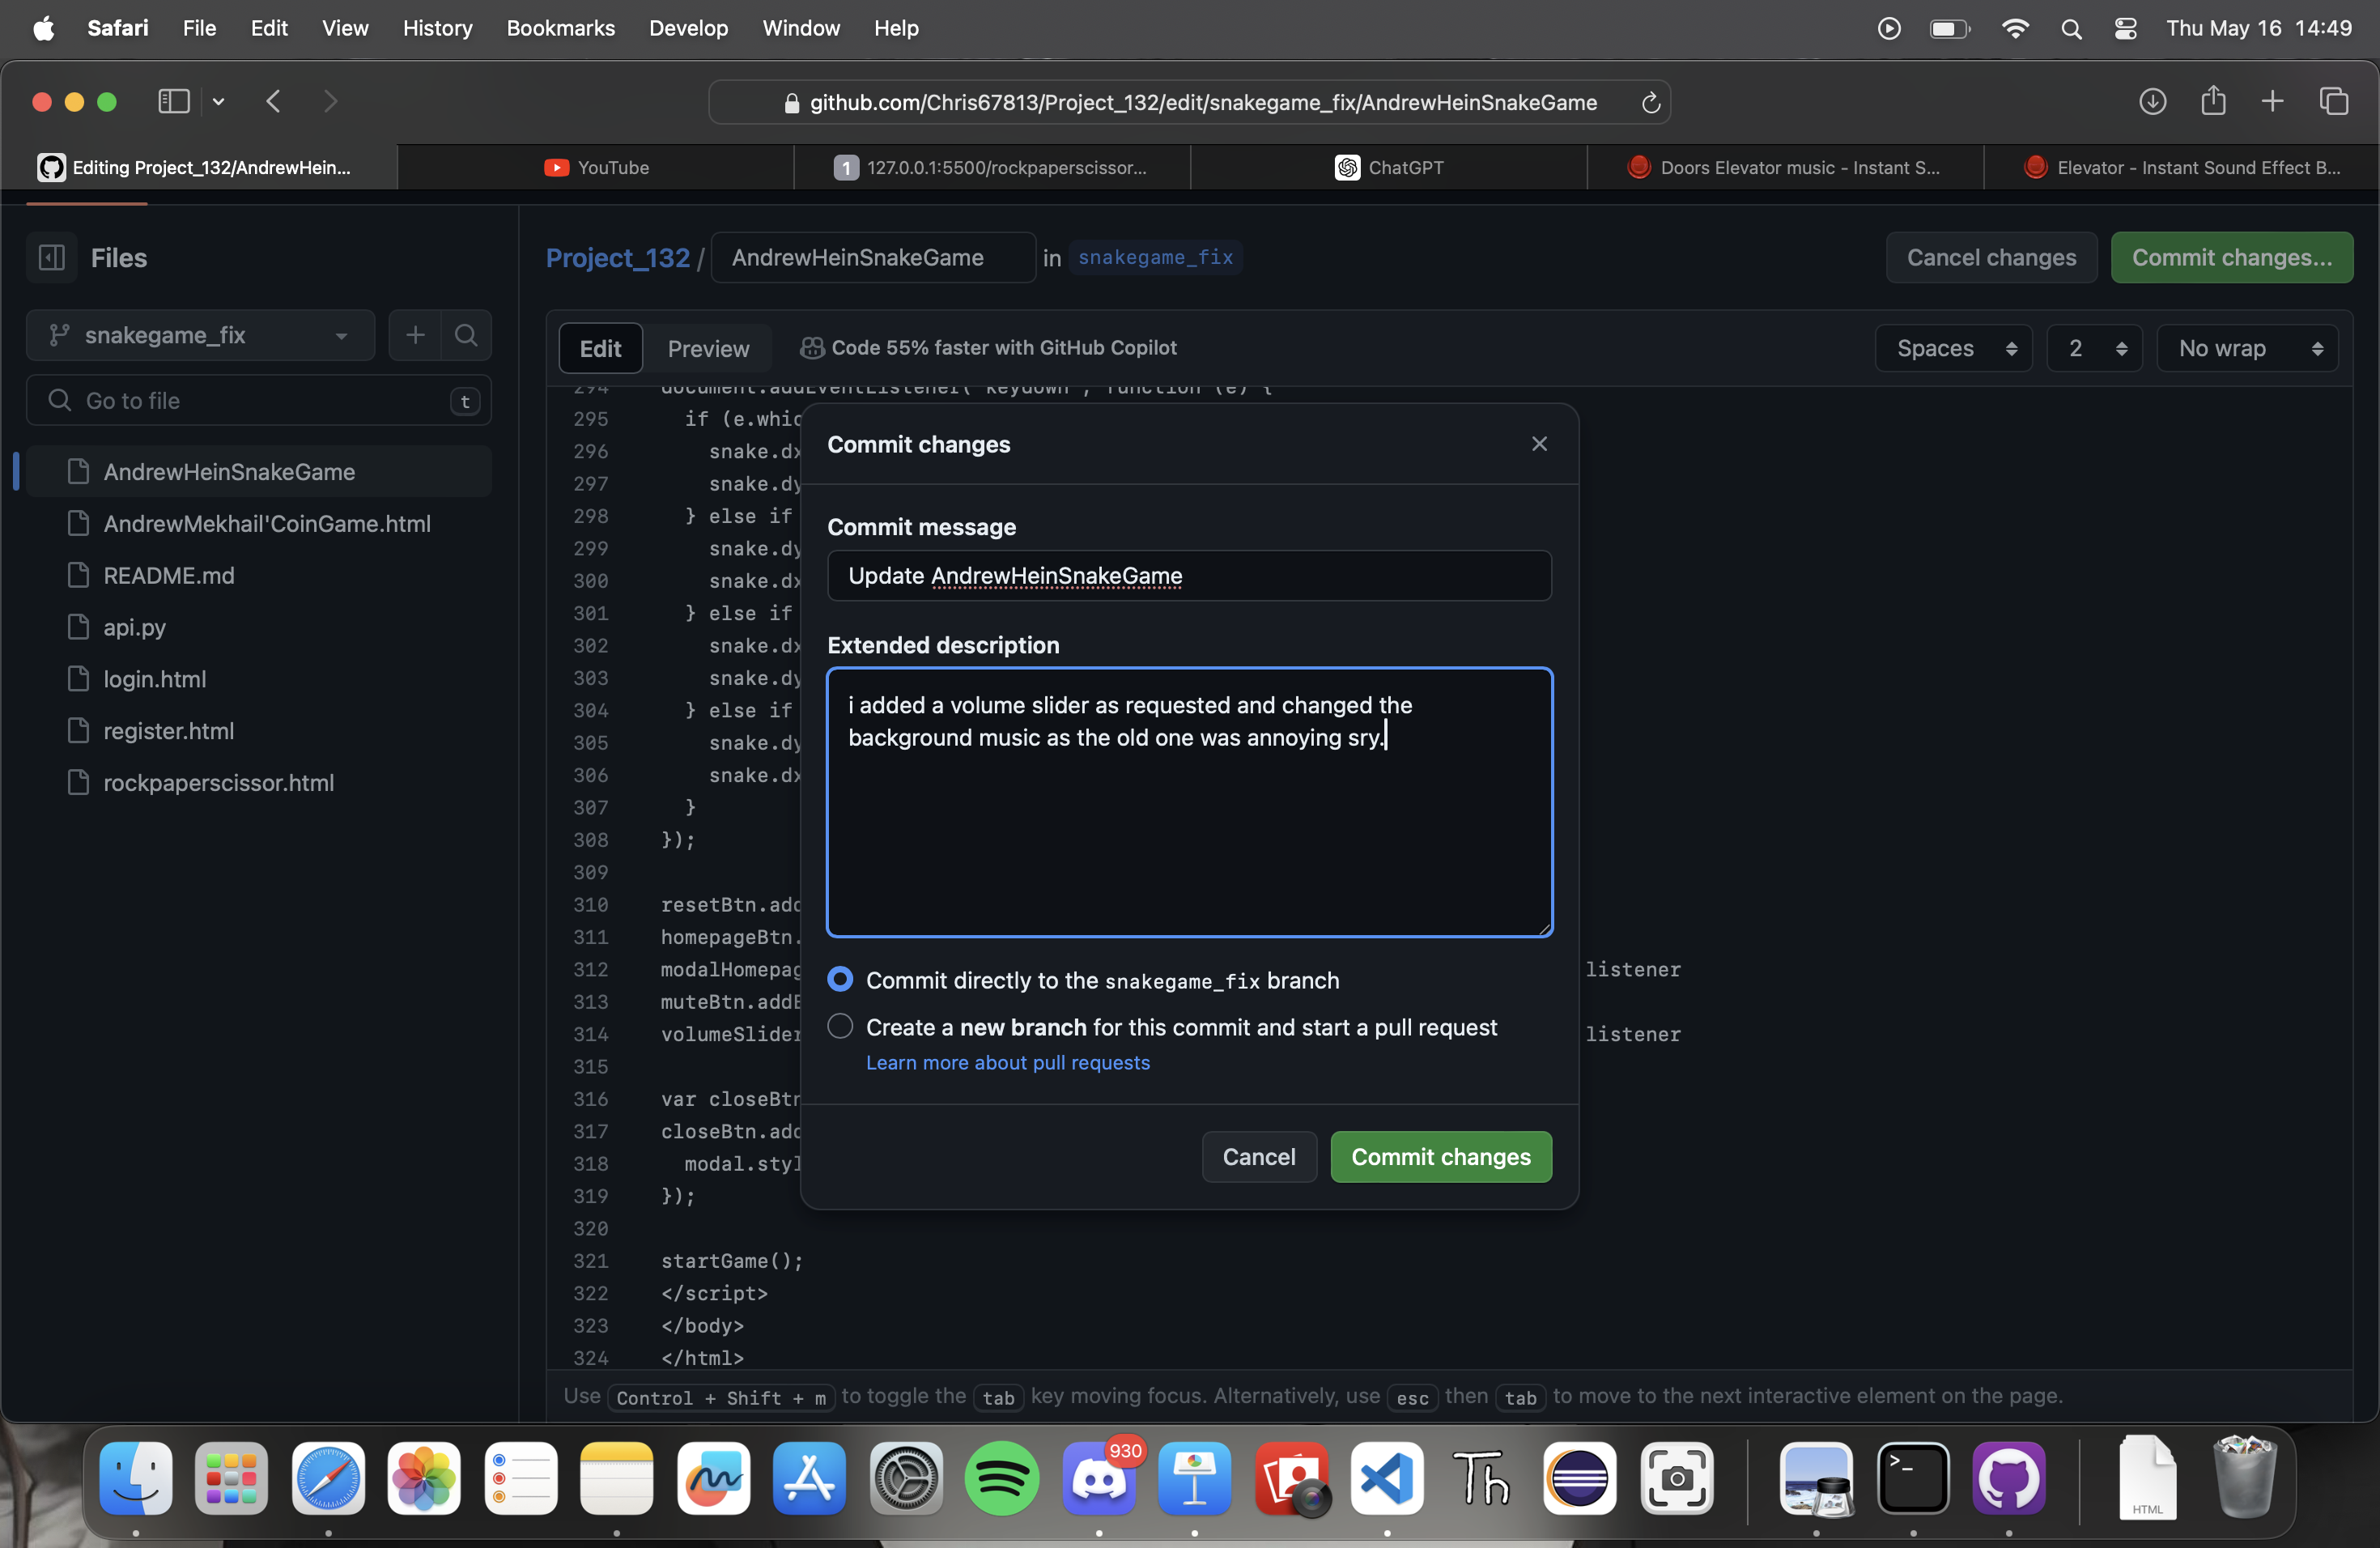 Safari File Edit View History Bookmarks Develop Window Help Thu May 16 14:49
github.com/Chris67813/Project_132/edit/snakegame_fix/AndrewHeinSnakeGame
Editing Project_132/AndrewHein... YouTube 1 127.0.0.1:5500/rockpaperscissor... ChatGPT Doors Elevator music - Instant S... Elevator - Instant Sound Effect B...
Files
snakegame_fix
Go to file t
AndrewHeinSnakeGame
AndrewMekhail'CoinGame.html
README.md
api.py
login.html
register.html
rockpaperscissor.html
Project_132 / AndrewHeinSnakeGame in snakegame_fix Cancel changes Commit changes...
Edit Preview Code 55% faster with GitHub Copilot Spaces 2 No wrap
294 document.addEventListener("keydown", function (e) {
295 if (e.whic
296 snake.dx
297 snake.dy
298 } else if
299 snake.dy
300 snake.dx
301 } else if
302 snake.dx
303 snake.dy
304 } else if
305 snake.dy
306 snake.dx
307 }
308 });
309
310 resetBtn.add
311 homepageBtn.
312 modalHomepag listener
313 muteBtn.addE
314 volumeSlider listener
315
316 var closeBtn
317 closeBtn.add
318 modal.styl
319 });
320
321 startGame();
322 </script>
323 </body>
324 </html>
Commit changes
Commit message
Update AndrewHeinSnakeGame
Extended description
i added a volume slider as requested and changed the
background music as the old one was annoying sry.
Commit directly to the snakegame_fix branch
Create a new branch for this commit and start a pull request
Learn more about pull requests
Cancel Commit changes
Use Control + Shift + m to toggle the tab key moving focus. Alternatively, use esc then tab to move to the next interactive element on the page.
930
Th
>_
HTML